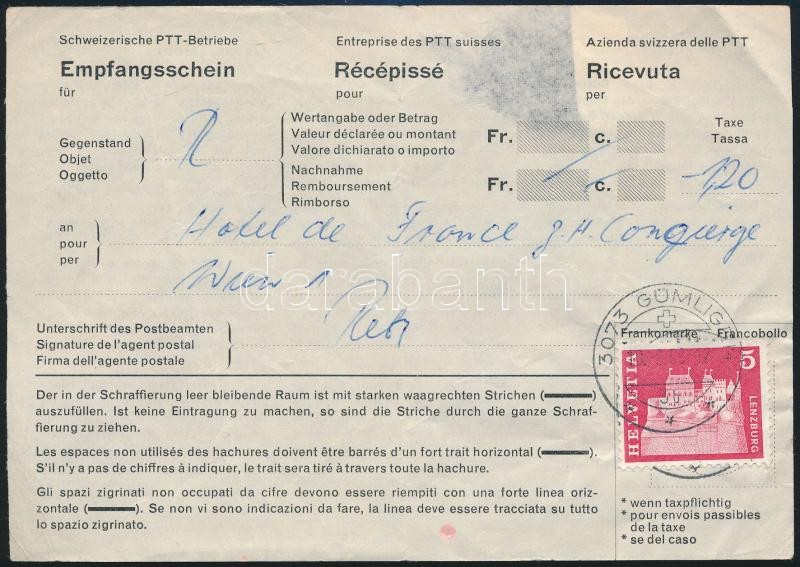 Schweizerische PTT-Betriebe Entreprise des PTT suisses Azienda svizzera delle PTT
Empfangsschein Récépissé Ricevuta
für pour per
Gegenstand
Objet
Oggetto
R
Wertangabe oder Betrag
Valeur déclarée ou montant
Valore dichiarato o importo
Fr. c.
Taxe
Tassa
Nachnahme
Remboursement
Rimborso
Fr. c.
-.120
an
pour
per
Hotel de France z.H. Congierge
Wien 1
darabanth
Unterschrift des Postbeamten
Signature de l'agent postal
Firma dell'agente postale
3073 GÜMLIGEN
Frankomarke Francobollo
HELVETIA
5
LENZBURG
Der in der Schraffierung leer bleibende Raum ist mit starken waagrechten Strichen ( )
auszufüllen. Ist keine Eintragung zu machen, so sind die Striche durch die ganze Schraf-
fierung zu ziehen.
Les espaces non utilisés des hachures doivent être barrés d'un fort trait horizontal ( ).
S'il n'y a pas de chiffres à indiquer, le trait sera tiré à travers toute la hachure.
Gli spazi zigrinati non occupati da cifre devono essere riempiti con una forte linea oriz-
zontale ( ). Se non vi sono indicazioni da fare, la linea deve essere tracciata su tutto
lo spazio zigrinato.
* wenn taxpflichtig
* pour envois passibles
de la taxe
* se del caso